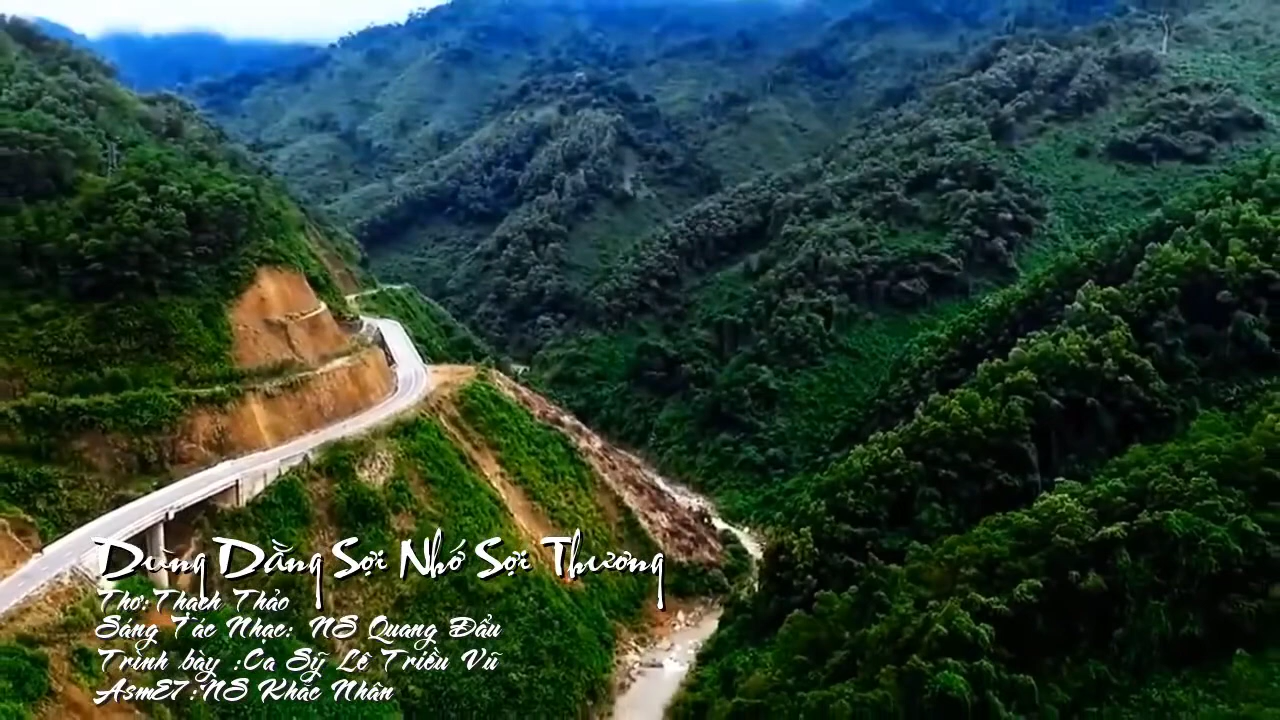 Dùng Dằng Sợi Nhớ Sợi Thương
Thơ:Thạch Thảo
Sáng Tác Nhạc: NS Quang Đẩu
Trình bày :Ca Sỹ Lê Triều Vũ
AsmE7:NS Khắc Nhân